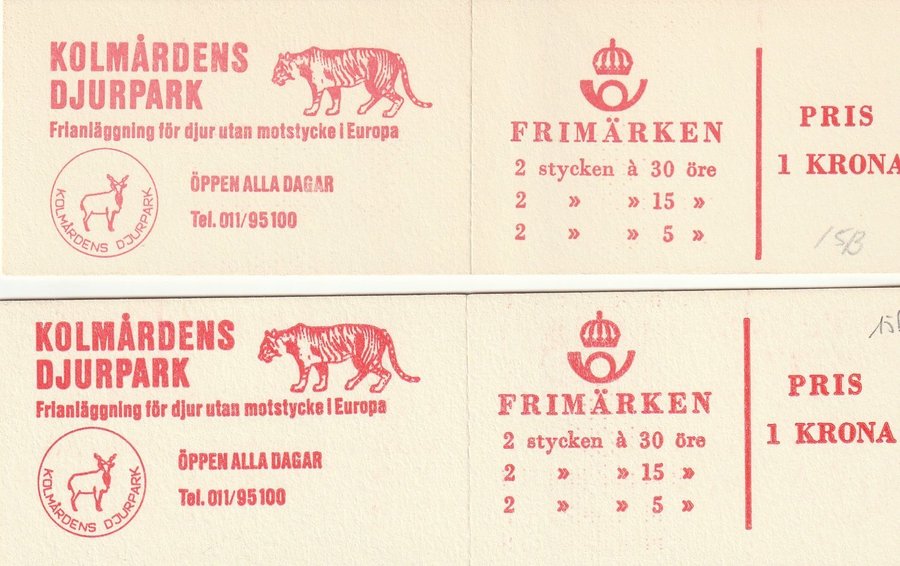 KOLMÅRDENS
DJURPARK
Frianläggning för djur utan motstycke i Europa
KOLMÅRDENS DJURPARK
ÖPPEN ALLA DAGAR
Tel. 011/95100
FRIMÄRKEN
2 stycken à 30 öre
2 » » 15 »
2 » » 5 »
PRIS
1 KRONA
15B
KOLMÅRDENS
DJURPARK
Frianläggning för djur utan motstycke i Europa
KOLMÅRDENS DJURPARK
ÖPPEN ALLA DAGAR
Tel. 011/95100
FRIMÄRKEN
2 stycken à 30 öre
2 » » 15 »
2 » » 5 »
PRIS
1 KRONA